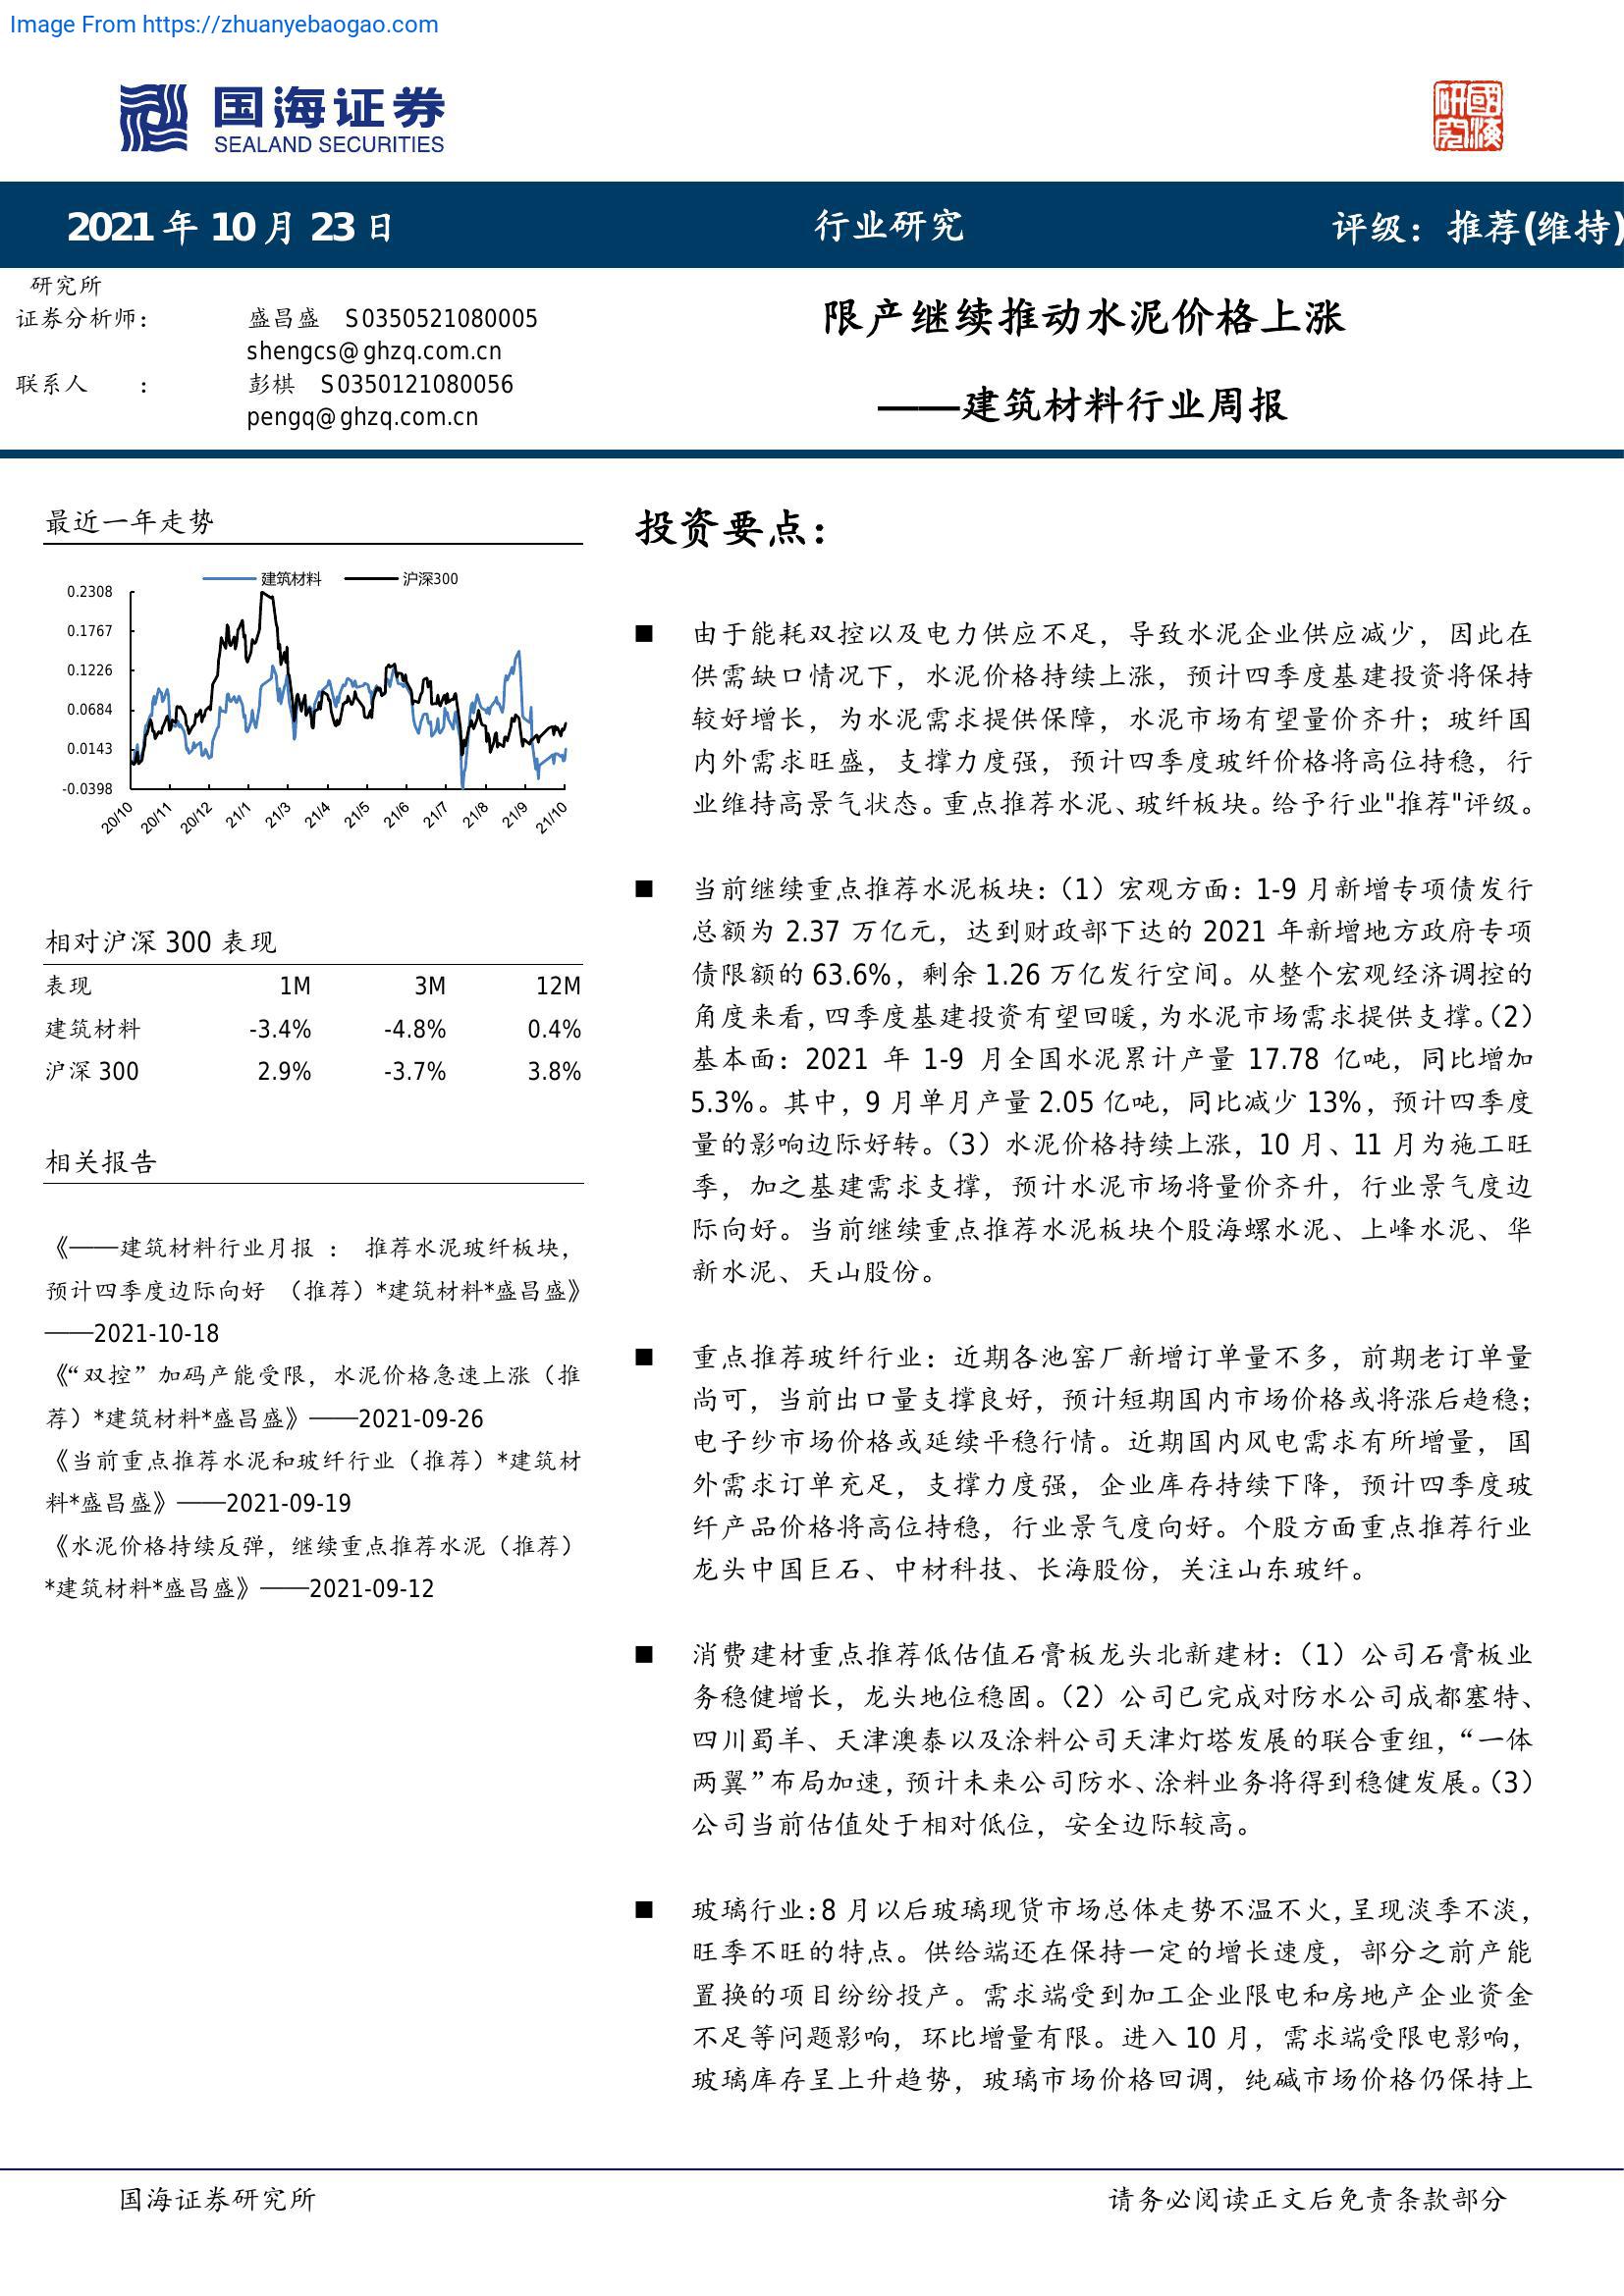 Image From https://zhuanyebaogao.com
国海证券
SEALAND SECURITIES
研國
究海
2021 年 10 月 23 日 行业研究 评级：推荐(维持)
研究所
证券分析师： 盛昌盛 S0350521080005
shengcs@ghzq.com.cn
联系人 ： 彭棋 S0350121080056
pengq@ghzq.com.cn
限产继续推动水泥价格上涨
——建筑材料行业周报
最近一年走势
建筑材料 沪深300
0.2308
0.1767
0.1226
0.0684
0.0143
-0.0398
20/10 20/11 20/12 21/1 21/3 21/4 21/5 21/6 21/7 21/8 21/9 21/10
相对沪深 300 表现
表现 1M 3M 12M
建筑材料 -3.4% -4.8% 0.4%
沪深 300 2.9% -3.7% 3.8%
相关报告
《——建筑材料行业月报 ： 推荐水泥玻纤板块，
预计四季度边际向好 （推荐）*建筑材料*盛昌盛》
——2021-10-18
《“双控”加码产能受限，水泥价格急速上涨（推
荐）*建筑材料*盛昌盛》——2021-09-26
《当前重点推荐水泥和玻纤行业（推荐）*建筑材
料*盛昌盛》——2021-09-19
《水泥价格持续反弹，继续重点推荐水泥（推荐）
*建筑材料*盛昌盛》——2021-09-12
投资要点：
■ 由于能耗双控以及电力供应不足，导致水泥企业供应减少，因此在
供需缺口情况下，水泥价格持续上涨，预计四季度基建投资将保持
较好增长，为水泥需求提供保障，水泥市场有望量价齐升；玻纤国
内外需求旺盛，支撑力度强，预计四季度玻纤价格将高位持稳，行
业维持高景气状态。重点推荐水泥、玻纤板块。给予行业"推荐"评级。
■ 当前继续重点推荐水泥板块：（1）宏观方面：1-9 月新增专项债发行
总额为 2.37 万亿元，达到财政部下达的 2021 年新增地方政府专项
债限额的 63.6%，剩余 1.26 万亿发行空间。从整个宏观经济调控的
角度来看，四季度基建投资有望回暖，为水泥市场需求提供支撑。（2）
基本面：2021 年 1-9 月全国水泥累计产量 17.78 亿吨，同比增加
5.3%。其中，9 月单月产量 2.05 亿吨，同比减少 13%，预计四季度
量的影响边际好转。（3）水泥价格持续上涨，10 月、11 月为施工旺
季，加之基建需求支撑，预计水泥市场将量价齐升，行业景气度边
际向好。当前继续重点推荐水泥板块个股海螺水泥、上峰水泥、华
新水泥、天山股份。
■ 重点推荐玻纤行业：近期各池窑厂新增订单量不多，前期老订单量
尚可，当前出口量支撑良好，预计短期国内市场价格或将涨后趋稳；
电子纱市场价格或延续平稳行情。近期国内风电需求有所增量，国
外需求订单充足，支撑力度强，企业库存持续下降，预计四季度玻
纤产品价格将高位持稳，行业景气度向好。个股方面重点推荐行业
龙头中国巨石、中材科技、长海股份，关注山东玻纤。
■ 消费建材重点推荐低估值石膏板龙头北新建材：（1）公司石膏板业
务稳健增长，龙头地位稳固。（2）公司已完成对防水公司成都塞特、
四川蜀羊、天津澳泰以及涂料公司天津灯塔发展的联合重组，“一体
两翼”布局加速，预计未来公司防水、涂料业务将得到稳健发展。（3）
公司当前估值处于相对低位，安全边际较高。
■ 玻璃行业：8 月以后玻璃现货市场总体走势不温不火，呈现淡季不淡，
旺季不旺的特点。供给端还在保持一定的增长速度，部分之前产能
置换的项目纷纷投产。需求端受到加工企业限电和房地产企业资金
不足等问题影响，环比增量有限。进入 10 月，需求端受限电影响，
玻璃库存呈上升趋势，玻璃市场价格回调，纯碱市场价格仍保持上
国海证券研究所 请务必阅读正文后免责条款部分